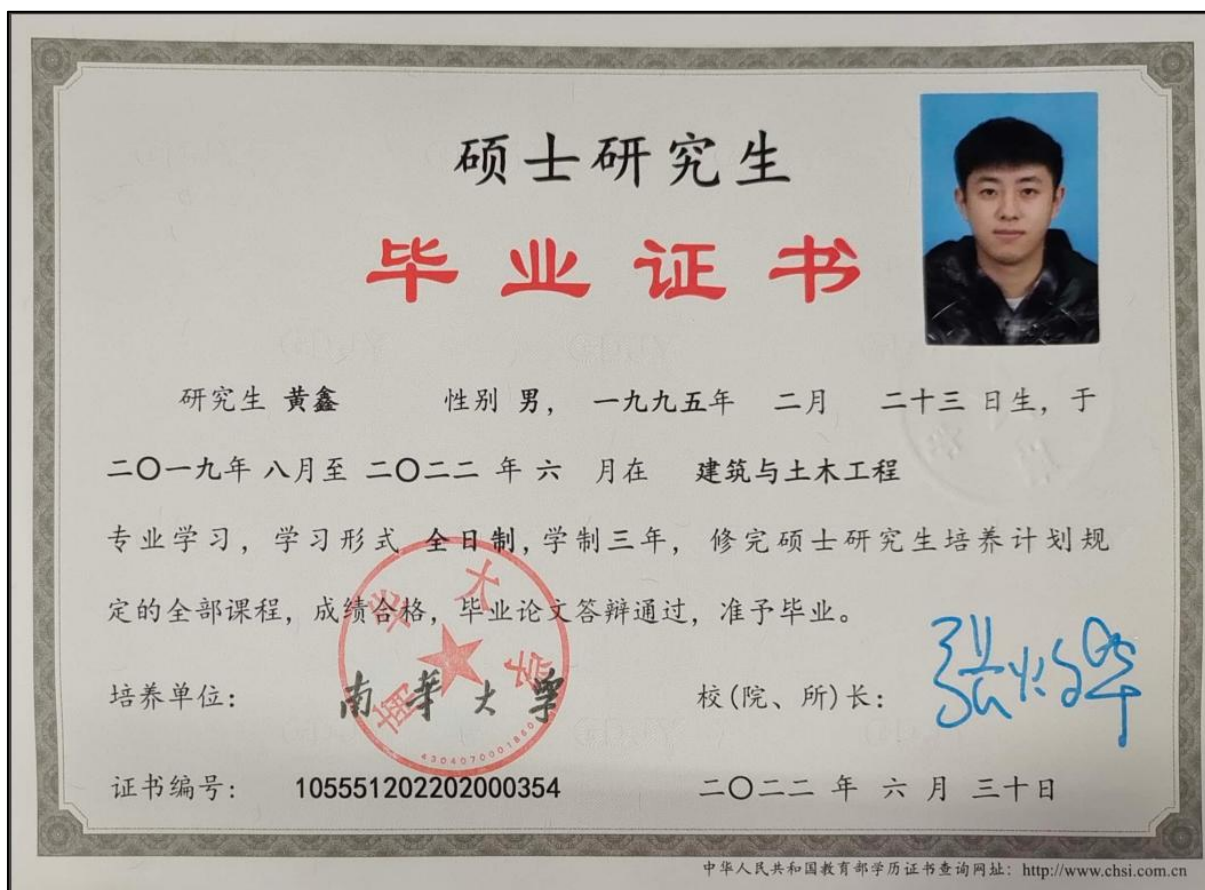 硕士研究生
毕业证书
研究生 黄鑫 性别 男， 一九九五年 二月 二十三 日生，于
二〇一九年 八月至 二〇二二 年 六 月在 建筑与土木工程
专业学习，学习形式 全日制，学制三年，修完硕士研究生培养计划规
定的全部课程，成绩合格，毕业论文答辩通过，准予毕业。
培养单位： 南華大學 校(院、所)长：
南华大学
证书编号： 105551202202000354 二〇二二 年 六 月 三十日
中华人民共和国教育部学历证书查询网址：http://www.chsi.com.cn